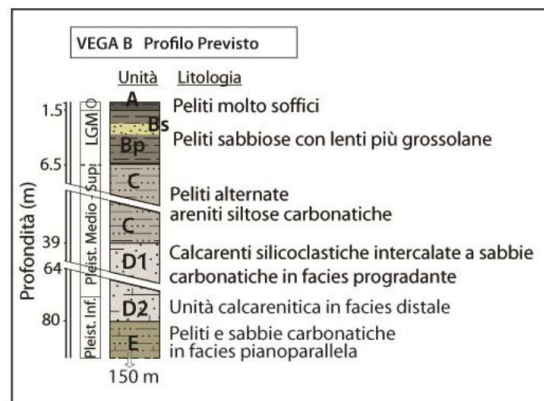 VEGA B Profilo Previsto
Unità Litologia
A
Peliti molto soffici
1.5
O
Bs
LGM
Peliti sabbiose con lenti più grossolane
Bp
6.5
C
Peliti alternate
areniti siltose carbonatiche
C
Pleist. Medio - Sup
39
D1
Calcarenti silicoclastiche intercalate a sabbie
carbonatiche in facies progradante
64
D2
Unità calcarenitica in facies distale
80
Pleist. Inf.
E
Peliti e sabbie carbonatiche
in facies pianoparallela
150 m
Profondità (m)